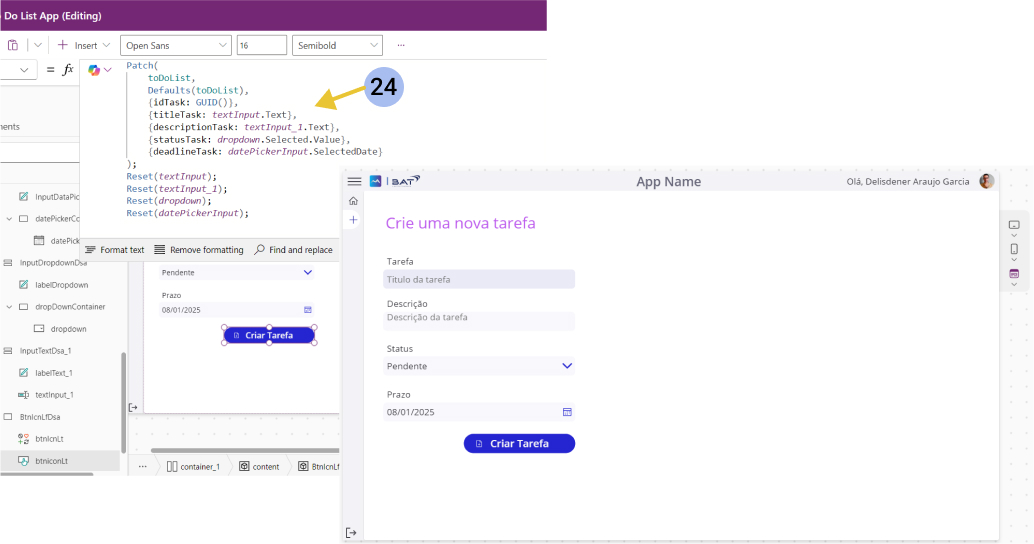 Do List App (Editing)
Insert
Open Sans
16
Semibold
...
= fx
Patch(
toDoList,
Defaults(toDoList),
{idTask: GUID()},
{titleTask: textInput.Text},
{descriptionTask: textInput_1.Text},
{statusTask: dropdown.Selected.Value},
{deadlineTask: datePickerInput.SelectedDate}
);
Reset(textInput);
Reset(textInput_1);
Reset(dropdown);
Reset(datePickerInput);
24
Format text
Remove formatting
Find and replace
nents
InputDataPic
datePickerCo
datePick
InputDropdownDsa
labelDropdown
dropDownContainer
dropdown
InputTextDsa_1
labelText_1
textInput_1
BtnIcnLfDsa
btnIcnLt
btniconLt
Pendente
Prazo
08/01/2025
Criar Tarefa
...
container_1
content
BtnIcnLf
BAT
App Name
Olá, Delisdener Araujo Garcia
Crie uma nova tarefa
Tarefa
Titulo da tarefa
Descrição
Descrição da tarefa
Status
Pendente
Prazo
08/01/2025
Criar Tarefa